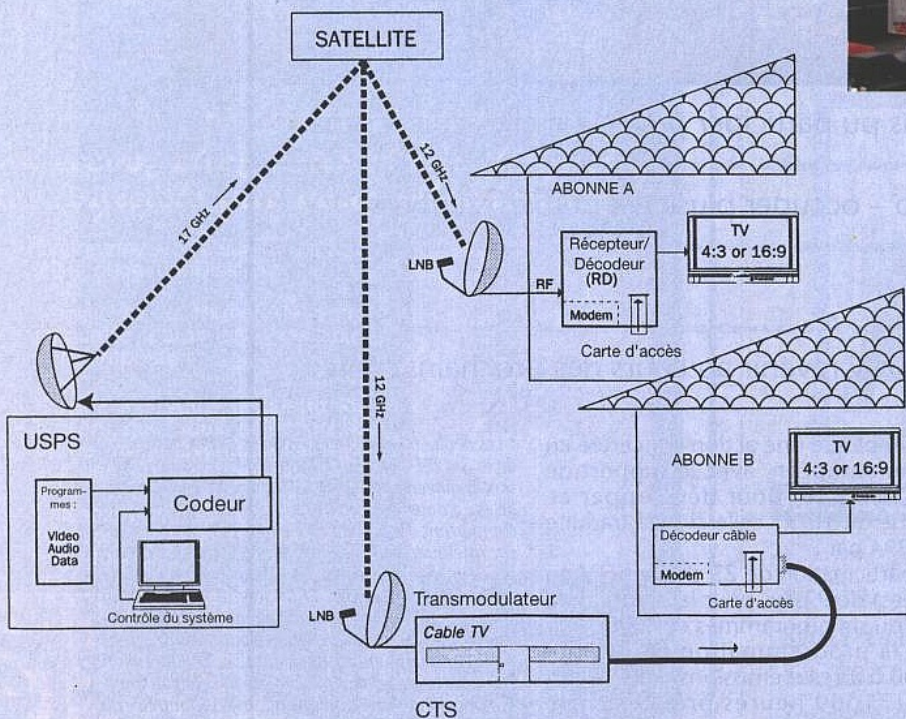 SATELLITE
17 GHz
12 GHz
12 GHz
ABONNE A
LNB
RF
Récepteur/
Décodeur
(RD)
Modem
Carte d'accès
TV
4:3 or 16:9
USPS
Program-
mes :
Video
Audio
Data
Codeur
Contrôle du système
ABONNE B
TV
4:3 or 16:9
Décodeur câble
Modem
Carte d'accès
LNB
Transmodulateur
Cable TV
CTS